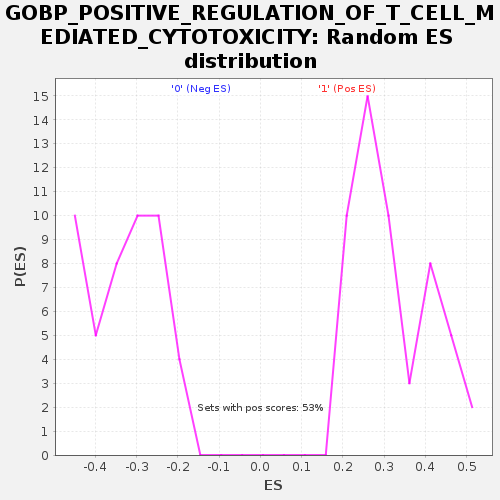 GOBP_POSITIVE_REGULATION_OF_T_CELL_M
EDIATED_CYTOTOXICITY: Random ES
distribution
'0' (Neg ES)
'1' (Pos ES)
15
14
13
12
11
10
9
8
7
6
5
4
3
2
1
0
P(ES)
Sets with pos scores: 53%
-0.4 -0.3 -0.2 -0.1 0.0 0.1 0.2 0.3 0.4 0.5
ES